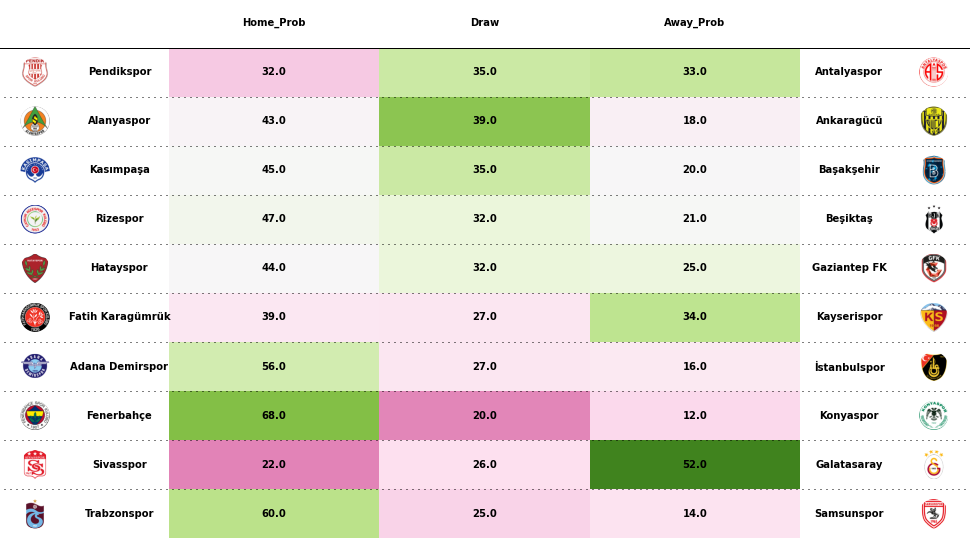 Home_Prob Draw Away_Prob
Pendikspor 32.0 35.0 33.0 Antalyaspor
Alanyaspor 43.0 39.0 18.0 Ankaragücü
Kasımpaşa 45.0 35.0 20.0 Başakşehir
Rizespor 47.0 32.0 21.0 Beşiktaş
Hatayspor 44.0 32.0 25.0 Gaziantep FK
Fatih Karagümrük 39.0 27.0 34.0 Kayserispor
Adana Demirspor 56.0 27.0 16.0 İstanbulspor
Fenerbahçe 68.0 20.0 12.0 Konyaspor
Sivasspor 22.0 26.0 52.0 Galatasaray
Trabzonspor 60.0 25.0 14.0 Samsunspor